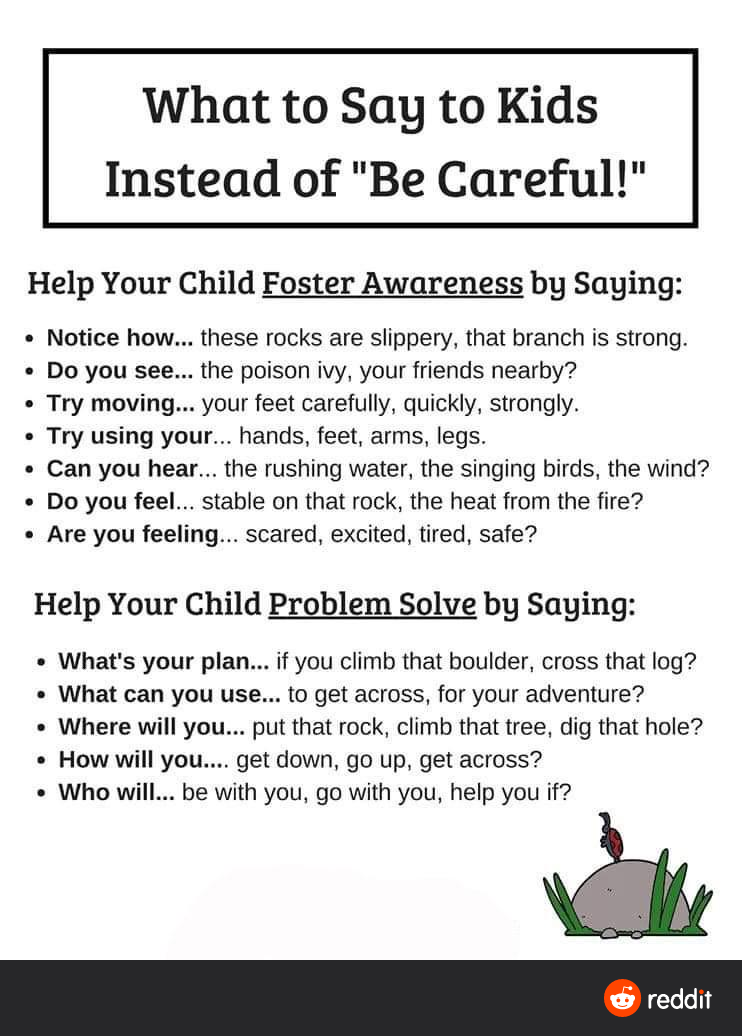 What to Say to Kids
Instead of "Be Careful!"
Help Your Child Foster Awareness by Saying:
• Notice how... these rocks are slippery, that branch is strong.
• Do you see... the poison ivy, your friends nearby?
• Try moving... your feet carefully, quickly, strongly.
• Try using your... hands, feet, arms, legs.
• Can you hear... the rushing water, the singing birds, the wind?
• Do you feel... stable on that rock, the heat from the fire?
• Are you feeling... scared, excited, tired, safe?
Help Your Child Problem Solve by Saying:
• What's your plan... if you climb that boulder, cross that log?
• What can you use... to get across, for your adventure?
• Where will you... put that rock, climb that tree, dig that hole?
• How will you.... get down, go up, get across?
• Who will... be with you, go with you, help you if?
reddit